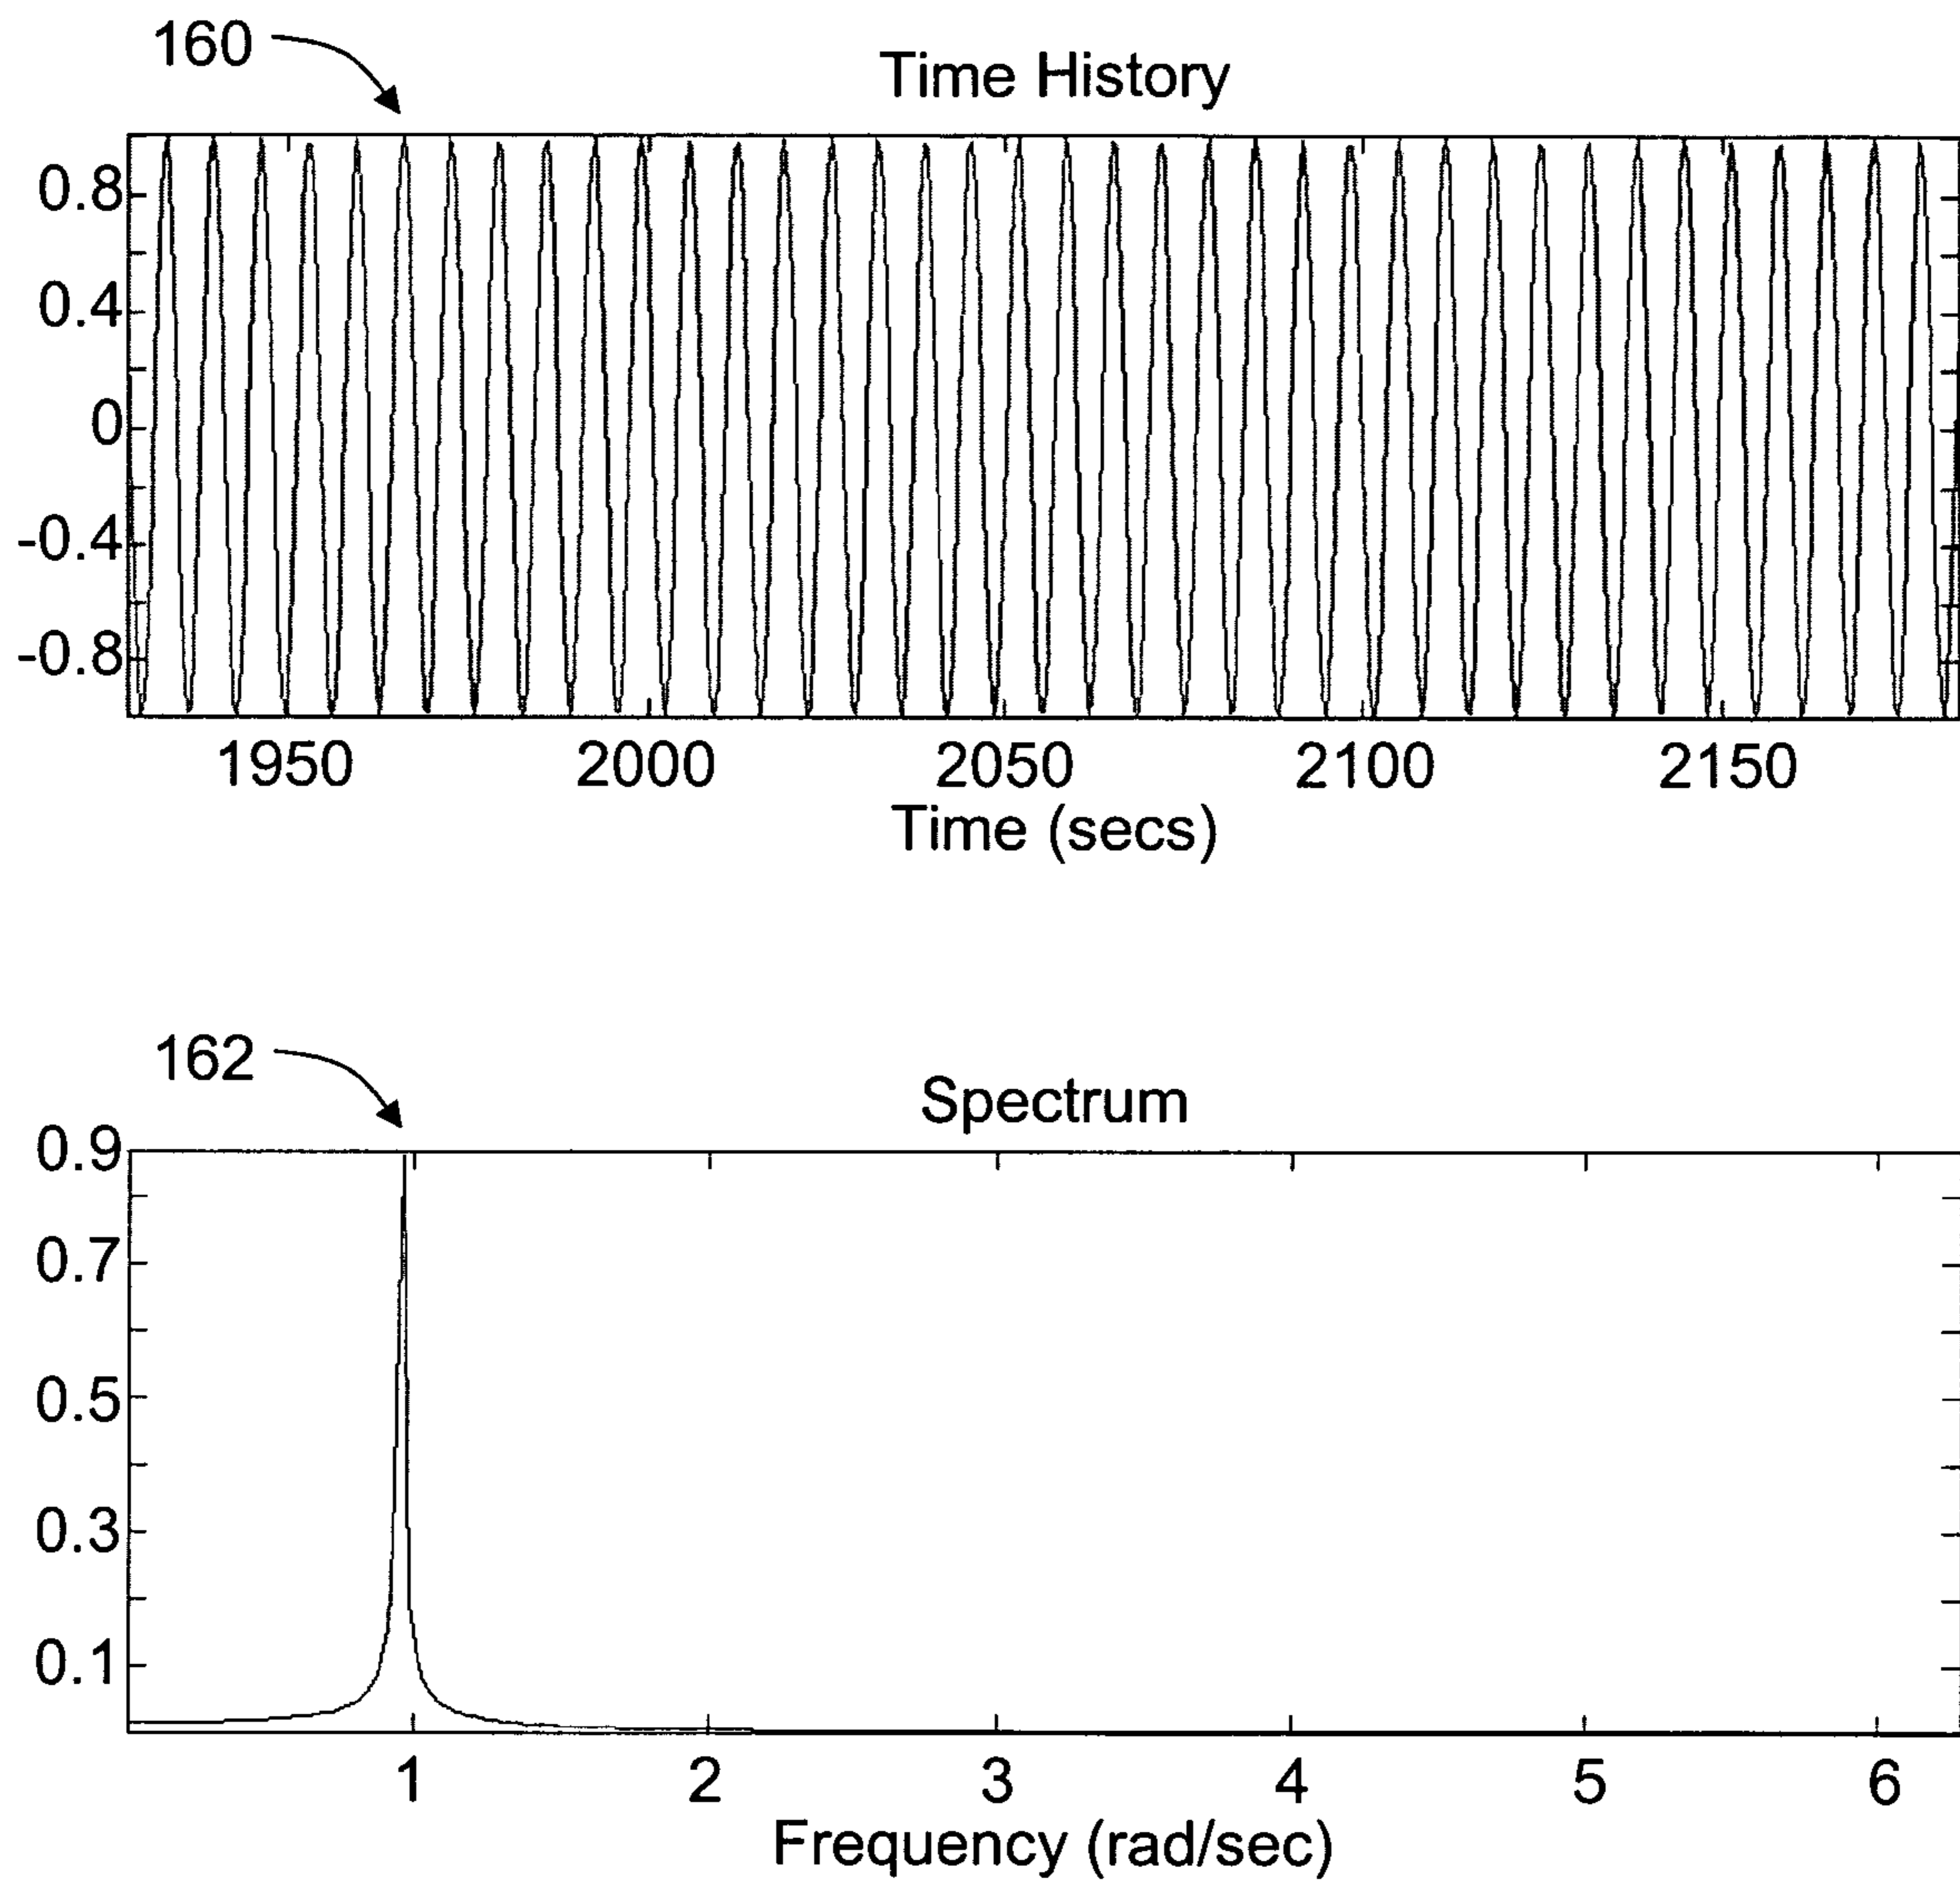 160
Time History
0.8
0.4
0
-0.4
-0.8
1950 2000 2050 2100 2150
Time (secs)
162
Spectrum
0.9
0.7
0.5
0.3
0.1
1 2 3 4 5 6
Frequency (rad/sec)